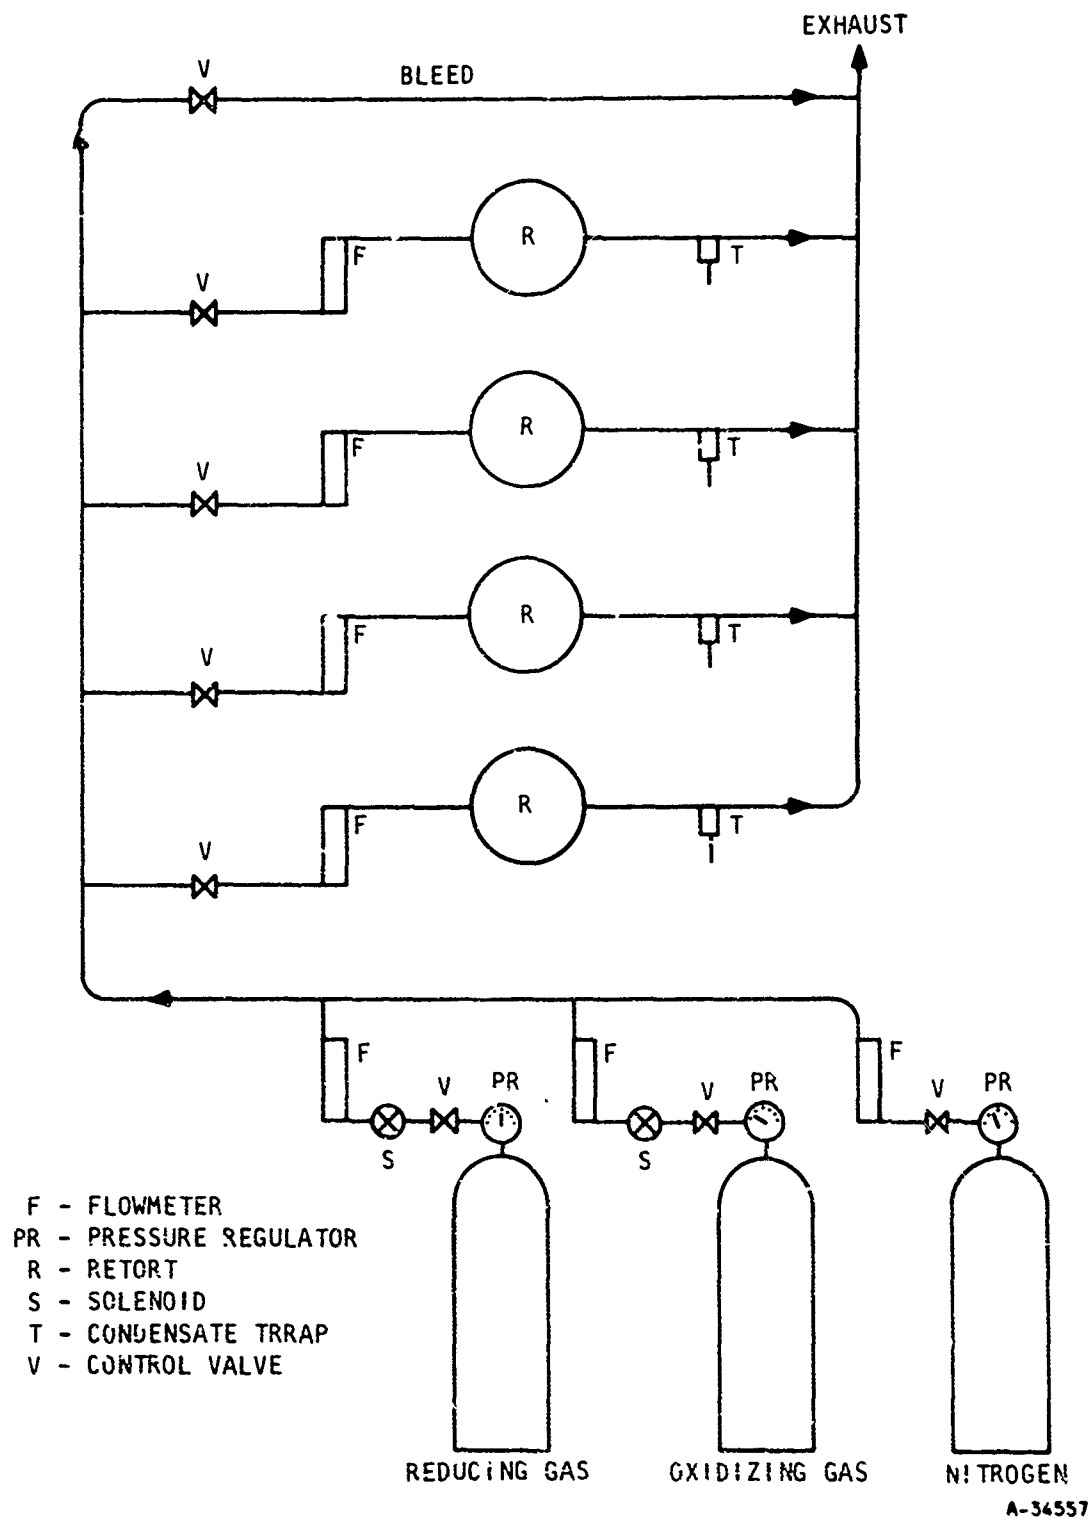 EXHAUST
V
BLEED
R
F
T
V
R
F
T
V
R
F
T
V
R
F
T
V
F
F
F
V
PR
V
PR
V
PR
S
S
F - FLOWMETER
PR - PRESSURE REGULATOR
R - RETORT
S - SOLENOID
T - CONDENSATE TRRAP
V - CONTROL VALVE
REDUCING GAS
OXIDIZING GAS
NITROGEN
A-34557